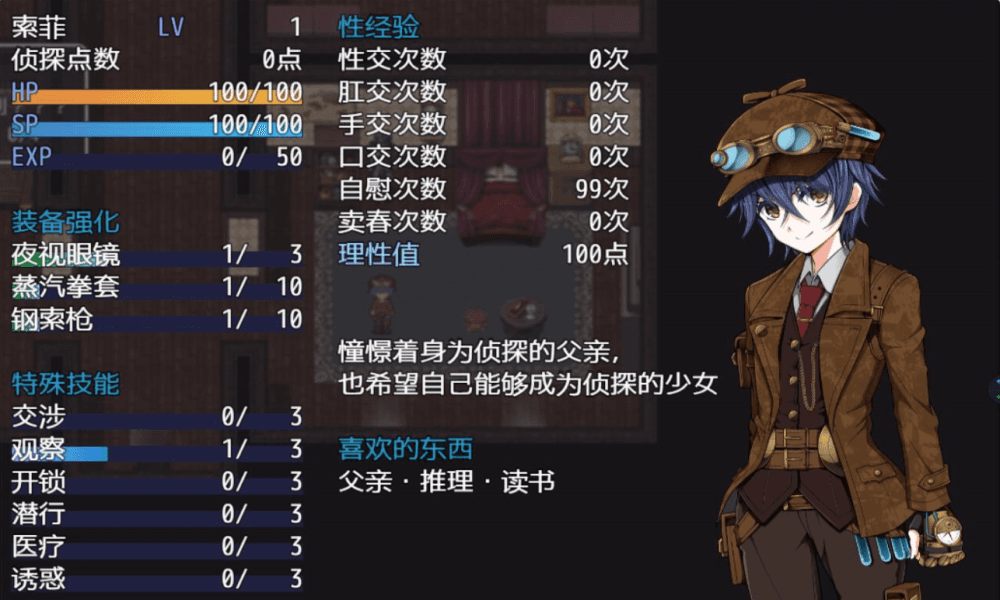 索菲 LV 1
侦探点数 0点
HP 100/100
SP 100/100
EXP 0/ 50
装备强化
夜视眼镜 1/ 3
蒸汽拳套 1/ 10
钢索枪 1/ 10
特殊技能
交涉 0/ 3
观察 1/ 3
开锁 0/ 3
潜行 0/ 3
医疗 0/ 3
诱惑 0/ 3
性经验
性交次数 0次
肛交次数 0次
手交次数 0次
口交次数 0次
自慰次数 99次
卖春次数 0次
理性值 100点
憧憬着身为侦探的父亲,
也希望自己能够成为侦探的少女
喜欢的东西
父亲·推理·读书